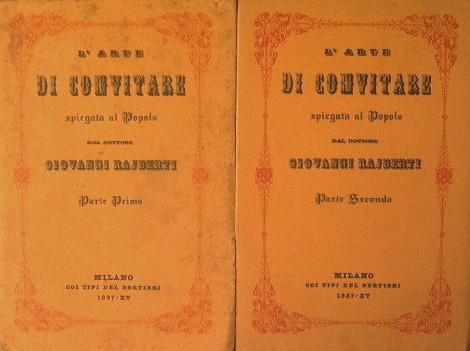 L'ARTE
DI CONVITARE
spiegata al Popolo
DAL DOTTORE
GIOVANNI RAJBERTI
Parte Prima
MILANO
COI TIPI DEL BERTIERI
1937-XV
L'ARTE
DI CONVITARE
spiegata al Popolo
DAL DOTTORE
GIOVANNI RAJBERTI
Parte Seconda
MILANO
COI TIPI DEL BERTIERI
1937-XV